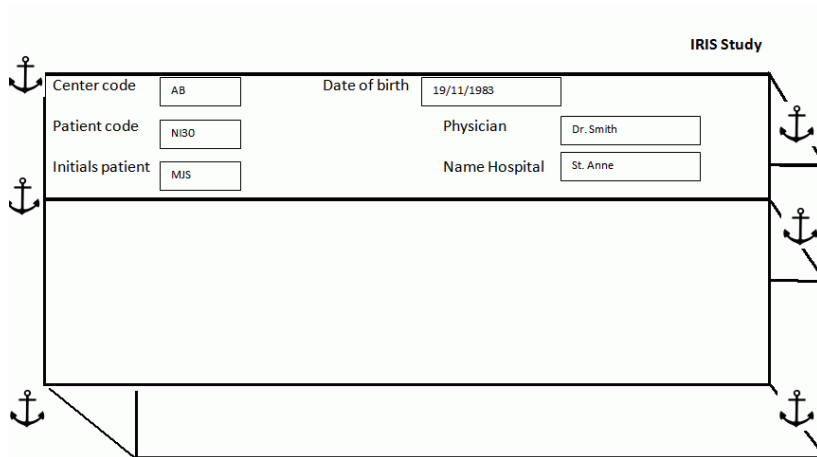 IRIS Study
Center code AB Date of birth 19/11/1983
Patient code NI30 Physician Dr. Smith
Initials patient MJS Name Hospital St. Anne